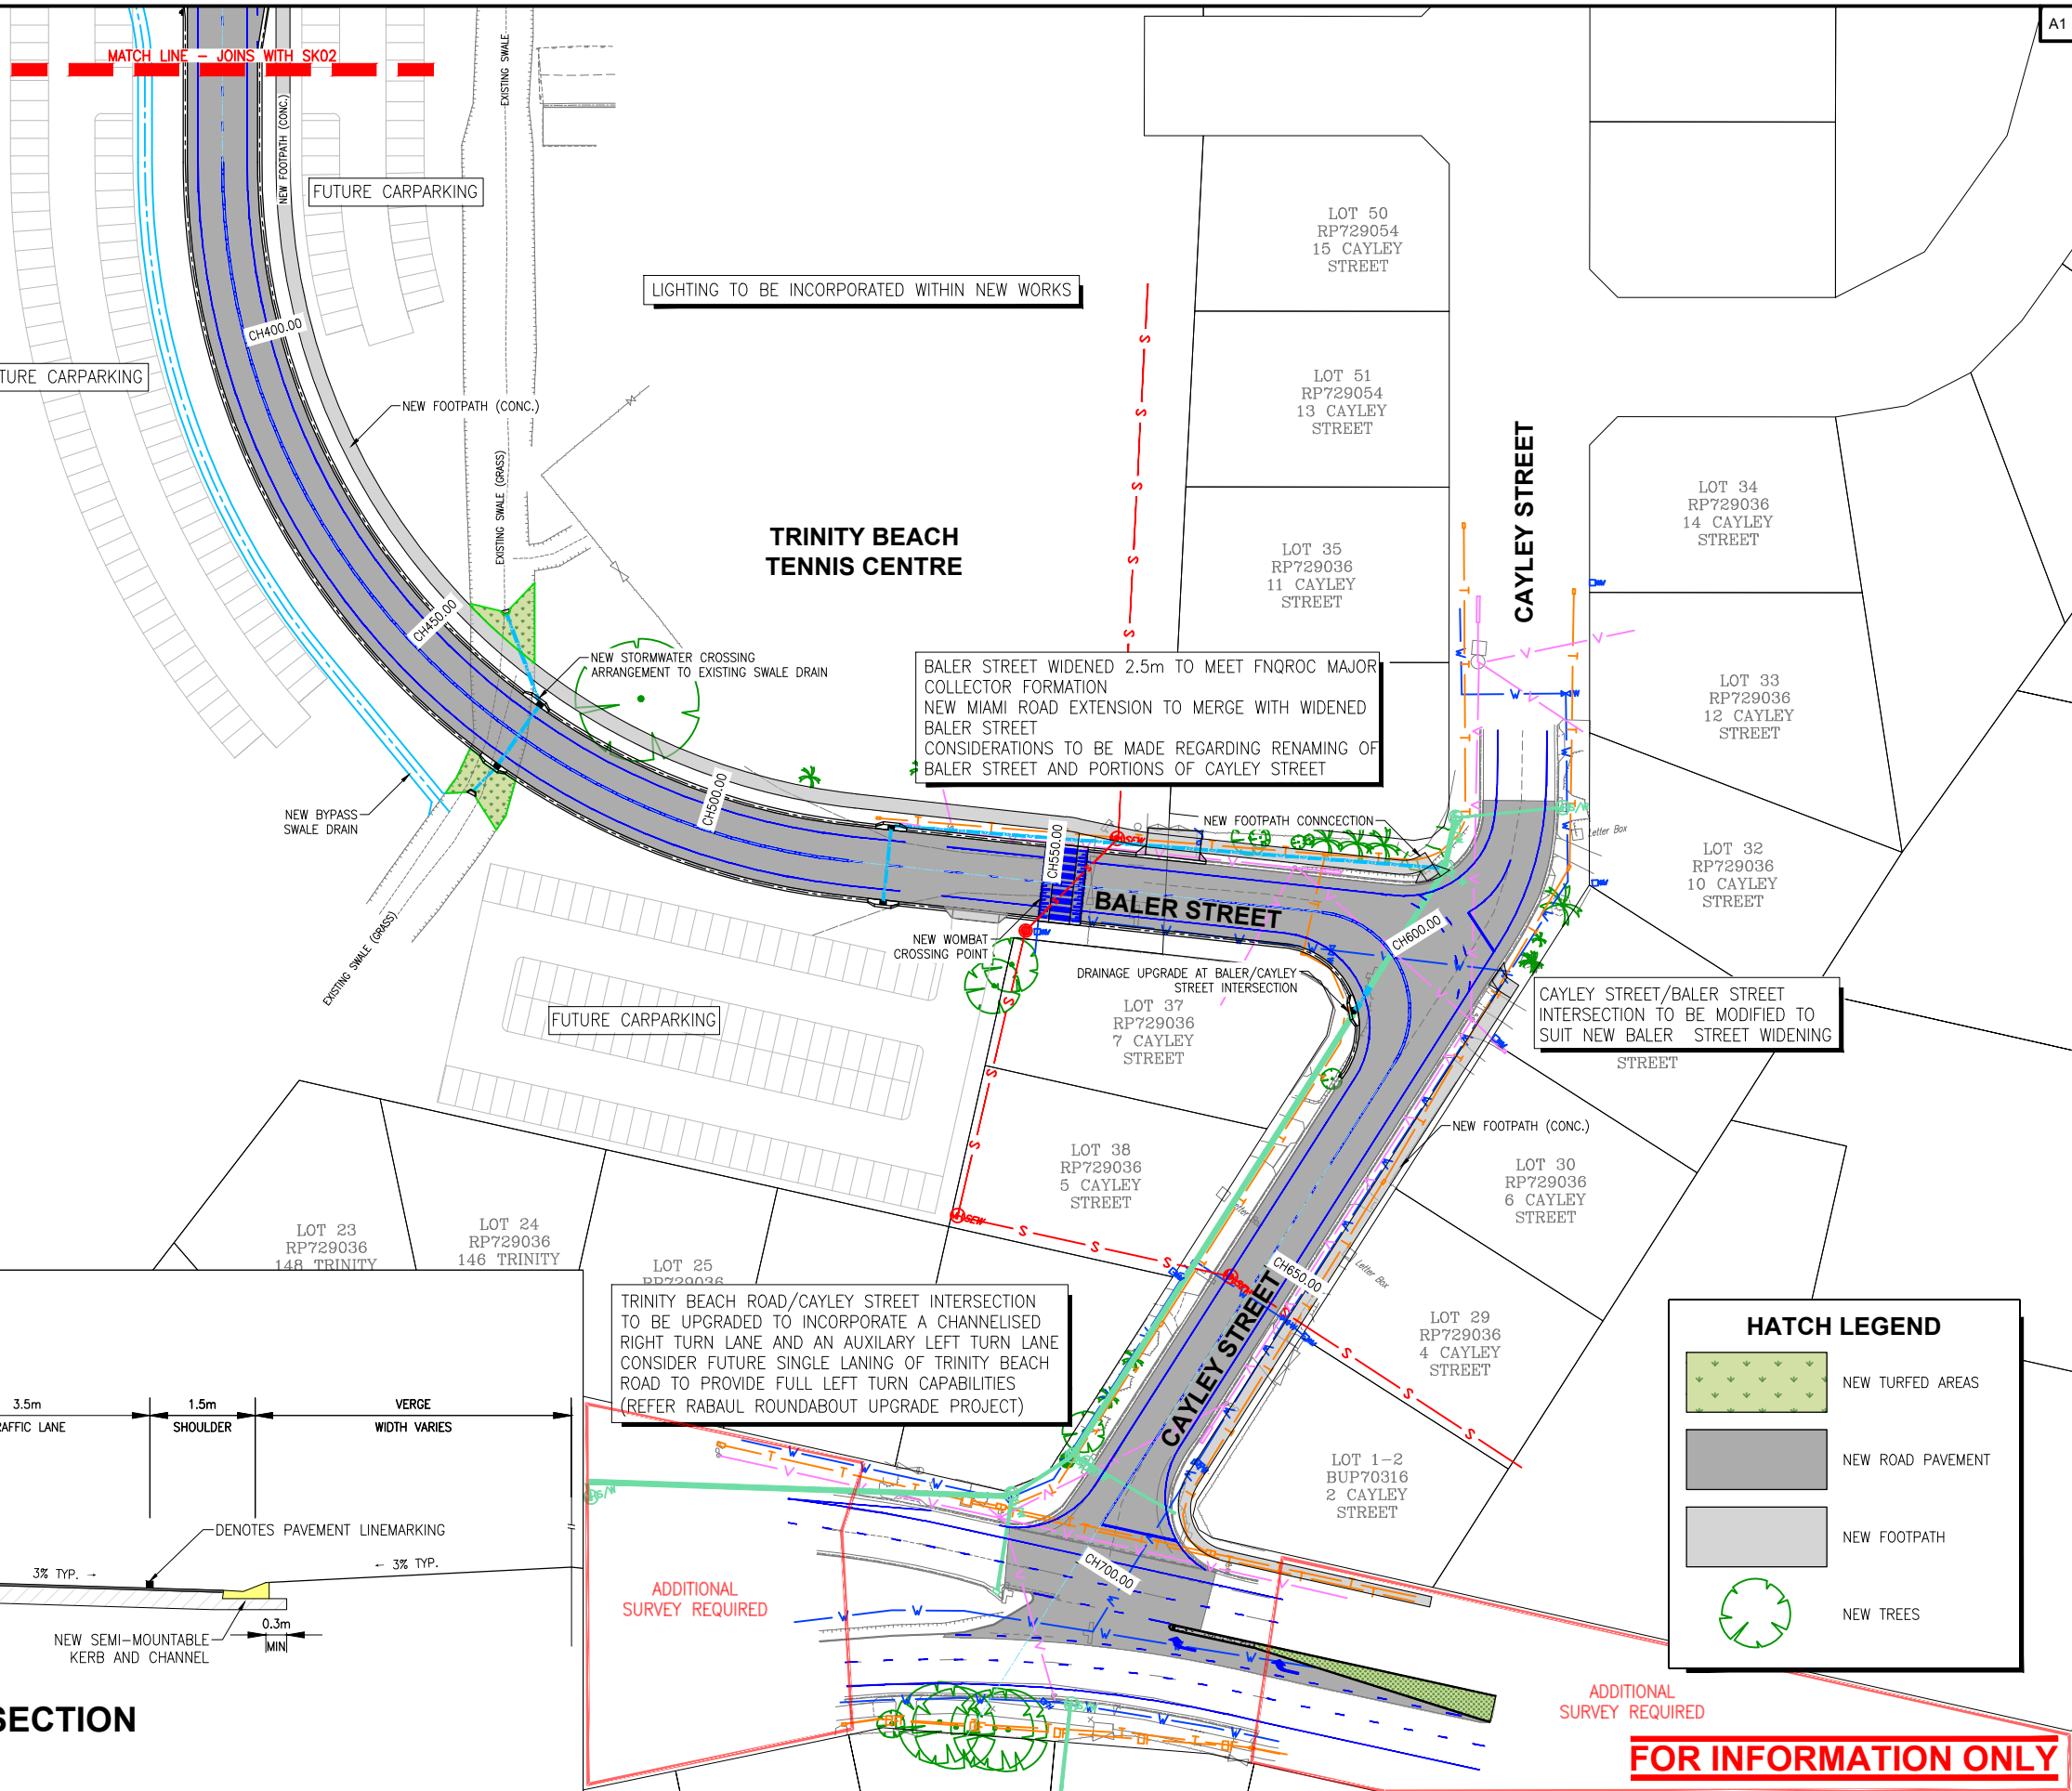 A1
MATCH LINE – JOINS WITH SK02
EXISTING SWALE
NEW FOOTPATH (CONC.)
FUTURE CARPARKING
LIGHTING TO BE INCORPORATED WITHIN NEW WORKS
LOT 50
RP729054
15 CAYLEY
STREET
CH400.00
TURE CARPARKING
NEW FOOTPATH (CONC.)
LOT 51
RP729054
13 CAYLEY
STREET
EXISTING SWALE (GRASS)
CAYLEY STREET
LOT 34
RP729036
14 CAYLEY
STREET
TRINITY BEACH
TENNIS CENTRE
LOT 35
RP729036
11 CAYLEY
STREET
CH450.00
NEW STORMWATER CROSSING
ARRANGEMENT TO EXISTING SWALE DRAIN
BALER STREET WIDENED 2.5m TO MEET FNQROC MAJOR
COLLECTOR FORMATION
NEW MIAMI ROAD EXTENSION TO MERGE WITH WIDENED
BALER STREET
CONSIDERATIONS TO BE MADE REGARDING RENAMING OF
BALER STREET AND PORTIONS OF CAYLEY STREET
LOT 33
RP729036
12 CAYLEY
STREET
CH500.00
NEW BYPASS
SWALE DRAIN
NEW FOOTPATH CONNCECTION
Letter Box
CH550.00
LOT 32
RP729036
10 CAYLEY
STREET
BALER STREET
CH600.00
NEW WOMBAT
CROSSING POINT
EXISTING SWALE (GRASS)
DRAINAGE UPGRADE AT BALER/CAYLEY
STREET INTERSECTION
CAYLEY STREET/BALER STREET
INTERSECTION TO BE MODIFIED TO
SUIT NEW BALER STREET WIDENING
STREET
FUTURE CARPARKING
LOT 37
RP729036
7 CAYLEY
STREET
NEW FOOTPATH (CONC.)
LOT 38
RP729036
5 CAYLEY
STREET
LOT 30
RP729036
6 CAYLEY
STREET
Letter Box
LOT 23
RP729036
148 TRINITY
LOT 24
RP729036
146 TRINITY
LOT 25
RP729036
CH650.00
Letter Box
CAYLEY STREET
TRINITY BEACH ROAD/CAYLEY STREET INTERSECTION
TO BE UPGRADED TO INCORPORATE A CHANNELISED
RIGHT TURN LANE AND AN AUXILARY LEFT TURN LANE
CONSIDER FUTURE SINGLE LANING OF TRINITY BEACH
ROAD TO PROVIDE FULL LEFT TURN CAPABILITIES
(REFER RABAUL ROUNDABOUT UPGRADE PROJECT)
LOT 29
RP729036
4 CAYLEY
STREET
HATCH LEGEND
NEW TURFED AREAS
NEW ROAD PAVEMENT
NEW FOOTPATH
NEW TREES
3.5m
AFFIC LANE
1.5m
SHOULDER
VERGE
WIDTH VARIES
LOT 1-2
BUP70316
2 CAYLEY
STREET
DENOTES PAVEMENT LINEMARKING
3% TYP. →
← 3% TYP.
0.3m
MIN
NEW SEMI-MOUNTABLE
KERB AND CHANNEL
CH700.00
ADDITIONAL
SURVEY REQUIRED
ADDITIONAL
SURVEY REQUIRED
SECTION
FOR INFORMATION ONLY